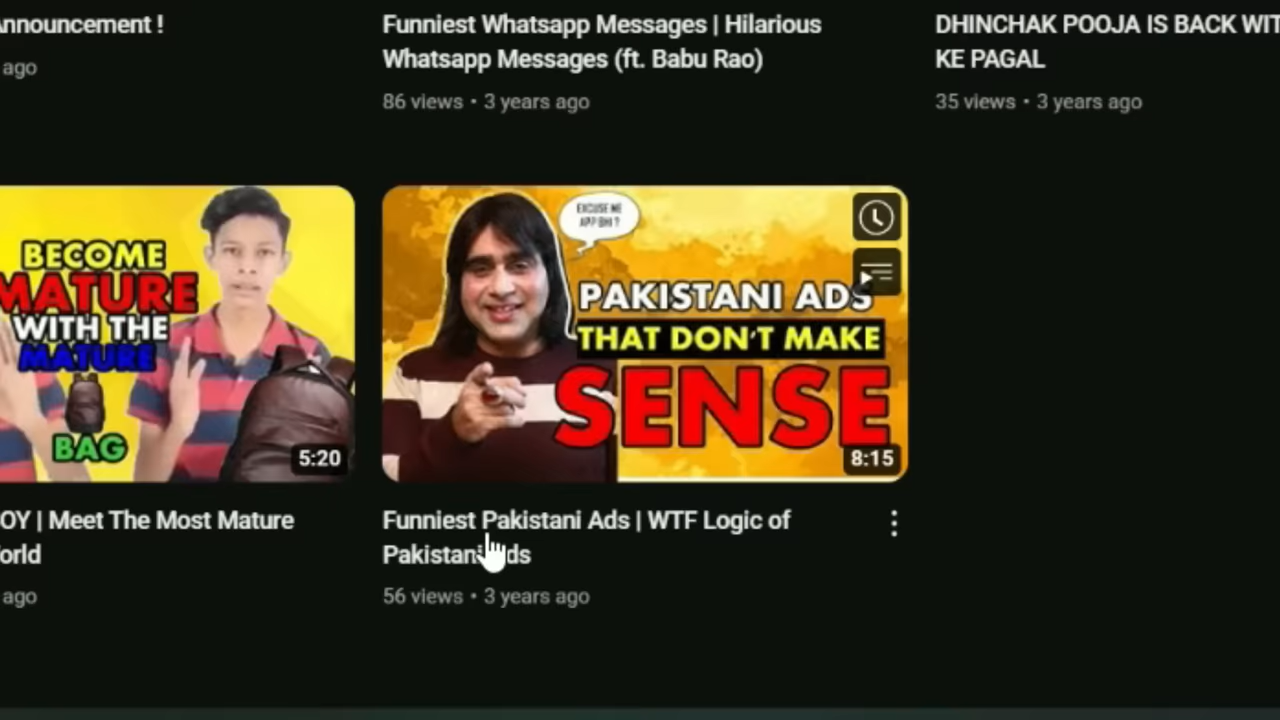 nnouncement !
ago
Funniest Whatsapp Messages | Hilarious
Whatsapp Messages (ft. Babu Rao)
86 views • 3 years ago
DHINCHAK POOJA IS BACK WIT
KE PAGAL
35 views • 3 years ago
BECOME
MATURE
WITH THE
MATURE
BAG
5:20
OY | Meet The Most Mature
orld
ago
EXCUSE ME
APP BHI ?
PAKISTANI ADS
THAT DON'T MAKE
SENSE
8:15
Funniest Pakistani Ads | WTF Logic of
Pakistani Ads
56 views • 3 years ago